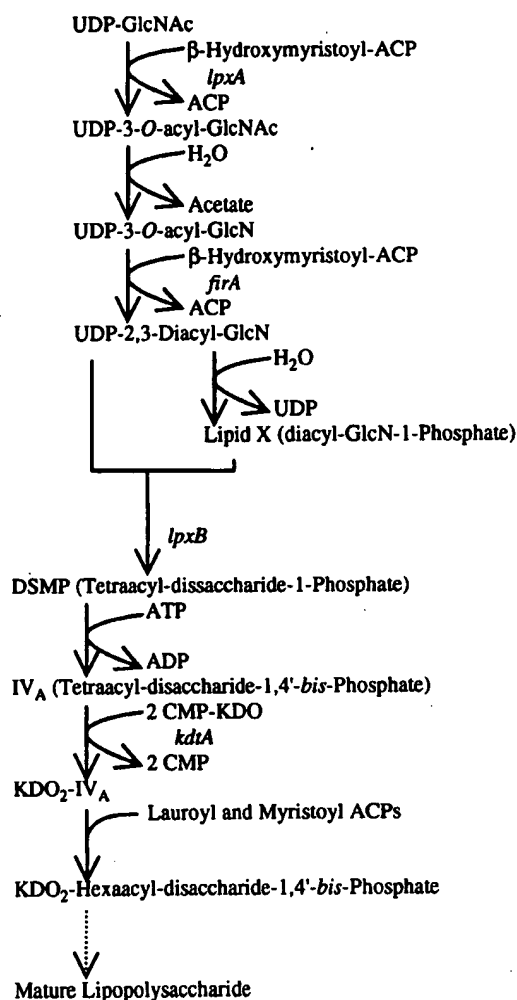 UDP-GlcNAc
β-Hydroxymyristoyl-ACP
lpxA
ACP
UDP-3-O-acyl-GlcNAc
H2O
Acetate
UDP-3-O-acyl-GlcN
β-Hydroxymyristoyl-ACP
firA
ACP
UDP-2,3-Diacyl-GlcN
H2O
UDP
Lipid X (diacyl-GlcN-1-Phosphate)
lpxB
DSMP (Tetraacyl-dissaccharide-1-Phosphate)
ATP
ADP
IVA (Tetraacyl-disaccharide-1,4'-bis-Phosphate)
2 CMP-KDO
kdtA
2 CMP
KDO2-IVA
Lauroyl and Myristoyl ACPs
KDO2-Hexaacyl-disaccharide-1,4'-bis-Phosphate
Mature Lipopolysaccharide